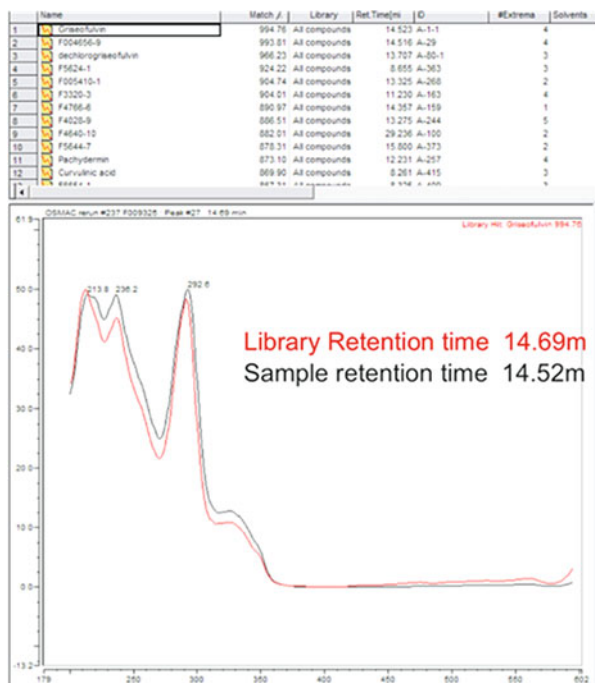 Name Match Library Ret.Time[mi ID #Extrema Solvents
1 Griseofulvin 994.76 All compounds 14.523 A-1-1 4
2 F004656-9 993.81 All compounds 14.516 A-29 4
3 dechlorogriseofulvin 966.23 All compounds 13.707 A-80-1 3
4 F5624-1 924.22 All compounds 8.655 A-363 3
5 F005410-1 904.74 All compounds 13.325 A-268 2
6 F3320-3 904.01 All compounds 11.230 A-163 4
7 F4766-6 890.97 All compounds 14.357 A-159 1
8 F4028-9 886.51 All compounds 13.275 A-244 5
9 F4640-10 882.01 All compounds 29.236 A-100 2
10 F5644-7 878.31 All compounds 15.800 A-373 2
11 Pachydermin 873.10 All compounds 12.231 A-257 4
12 Curvulinic acid 869.90 All compounds 8.261 A-415 3
OSMAC rerun #237 F009326 Peak #27 14.69 min
Library Hit: Griseofulvin 994.76
61.9
50.0
213.8 236.2 292.6
40.0
Library Retention time 14.69m
Sample retention time 14.52m
30.0
20.0
10.0
0.0
-13.2
179 250 300 350 400 450 500 550 602